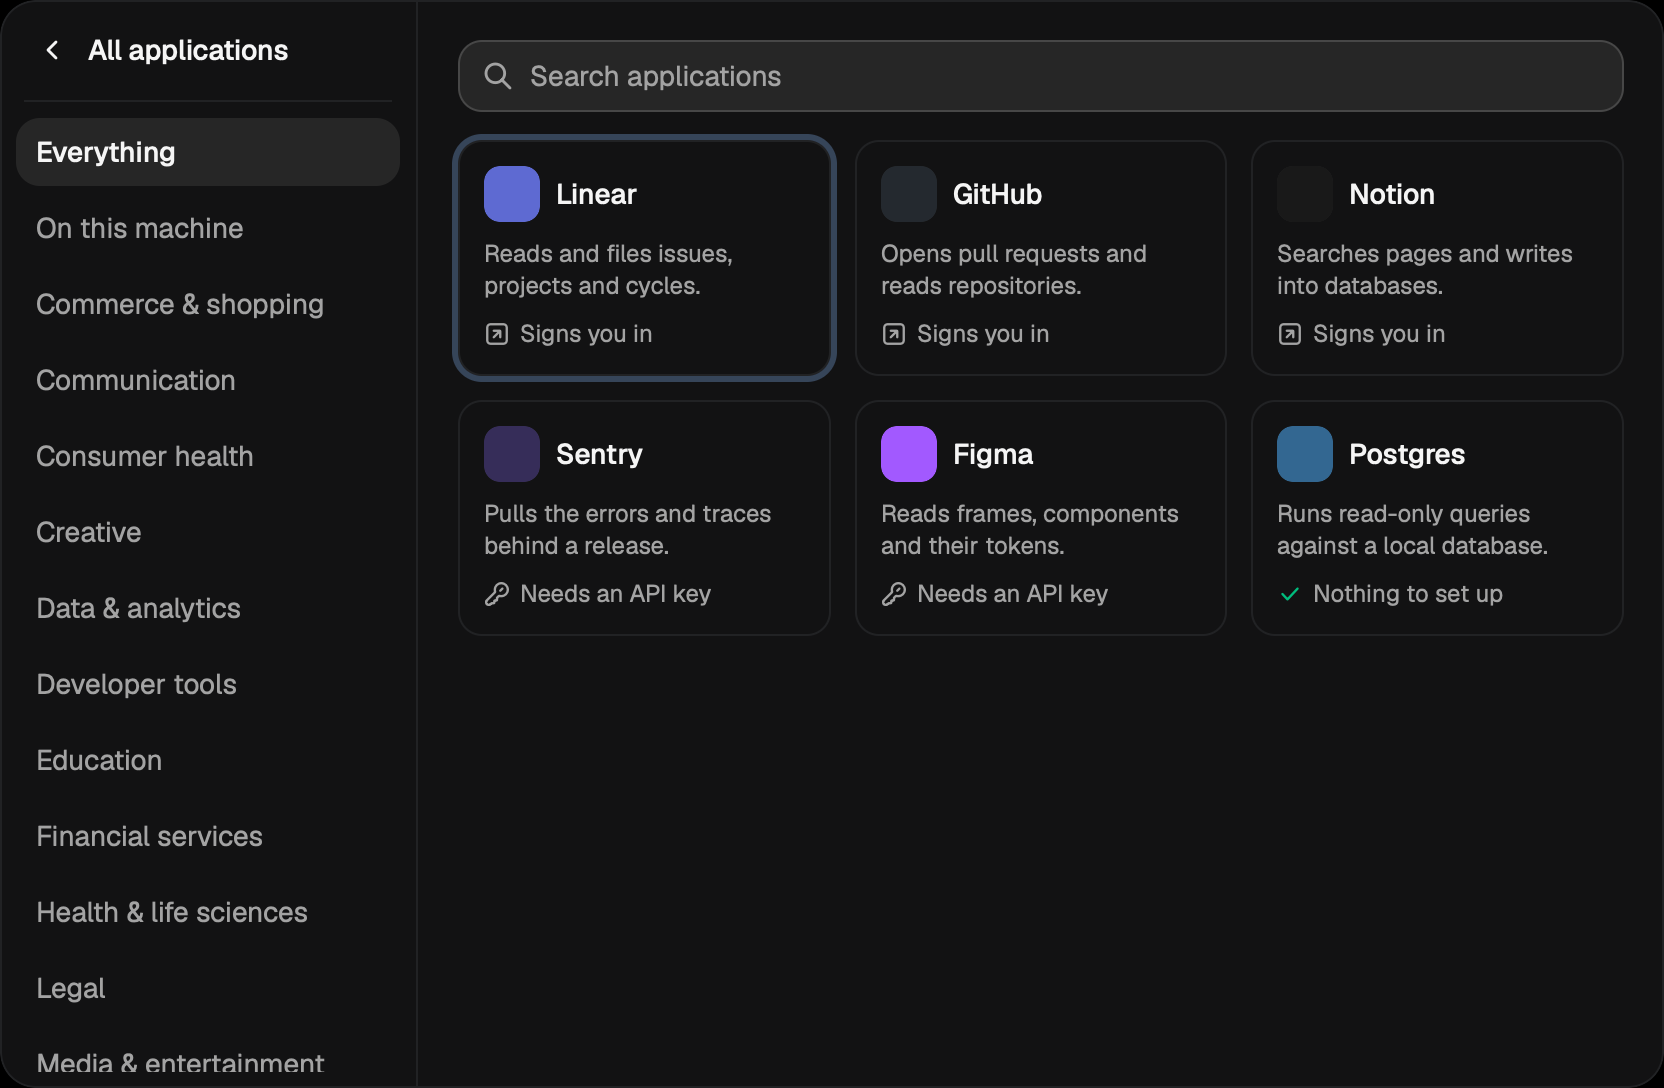 All applications
Everything
On this machine
Commerce & shopping
Communication
Consumer health
Creative
Data & analytics
Developer tools
Education
Financial services
Health & life sciences
Legal
Media & entertainment
Search applications
Linear
Reads and files issues,
projects and cycles.
Signs you in
GitHub
Opens pull requests and
reads repositories.
Signs you in
Notion
Searches pages and writes
into databases.
Signs you in
Sentry
Pulls the errors and traces
behind a release.
Needs an API key
Figma
Reads frames, components
and their tokens.
Needs an API key
Postgres
Runs read-only queries
against a local database.
Nothing to set up